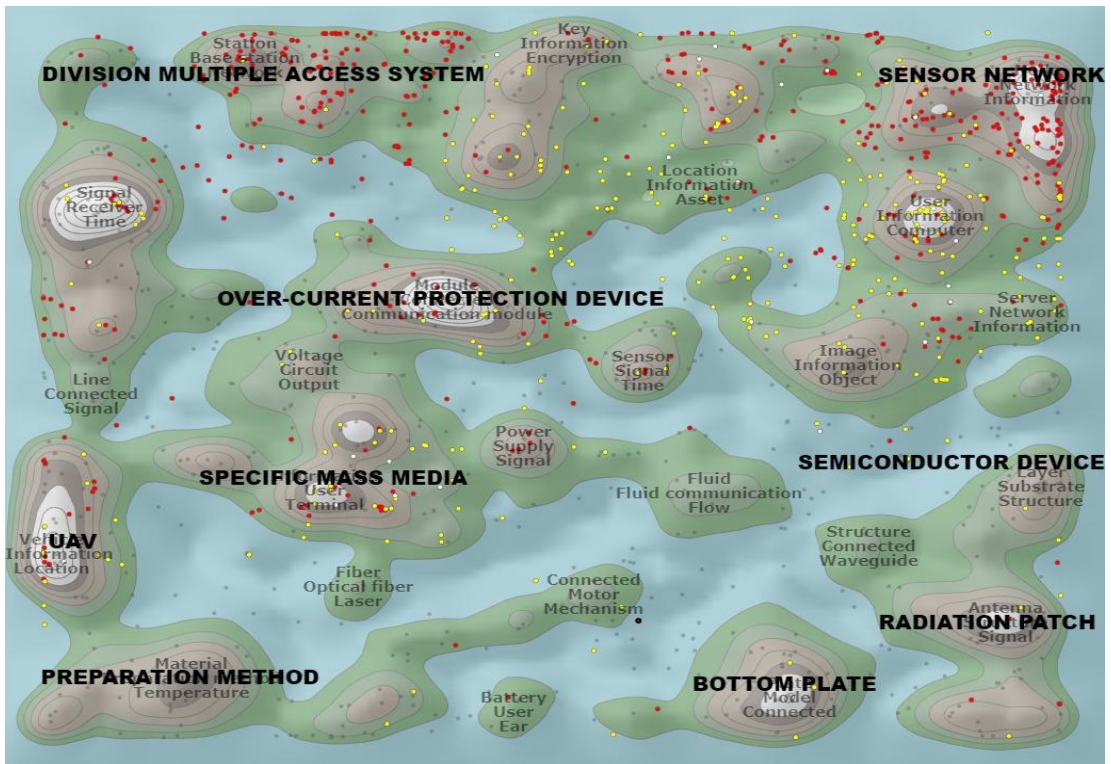 Station
Base Station
Network
DIVISION MULTIPLE ACCESS SYSTEM
Key
Information
Encryption
SENSOR NETWORK
Network
Information
Location
Information
Asset
Signal
Receiver
Time
User
Information
Computer
Module
OVER-CURRENT PROTECTION DEVICE
Communication module
Server
Network
Information
Voltage
Circuit
Output
Sensor
Signal
Time
Image
Information
Object
Line
Connected
Signal
Power
Supply
Signal
SPECIFIC MASS MEDIA
User
Terminal
Fluid
Fluid communication
Flow
SEMICONDUCTOR DEVICE
Layer
Substrate
Structure
UAV
Vehicle
Information
Location
Structure
Connected
Waveguide
Fiber
Optical fiber
Laser
Connected
Motor
Mechanism
Antenna
RADIATION PATCH
Signal
Material
PREPARATION METHOD
Temperature
Battery
User
Ear
BOTTOM PLATE
Model
Connected